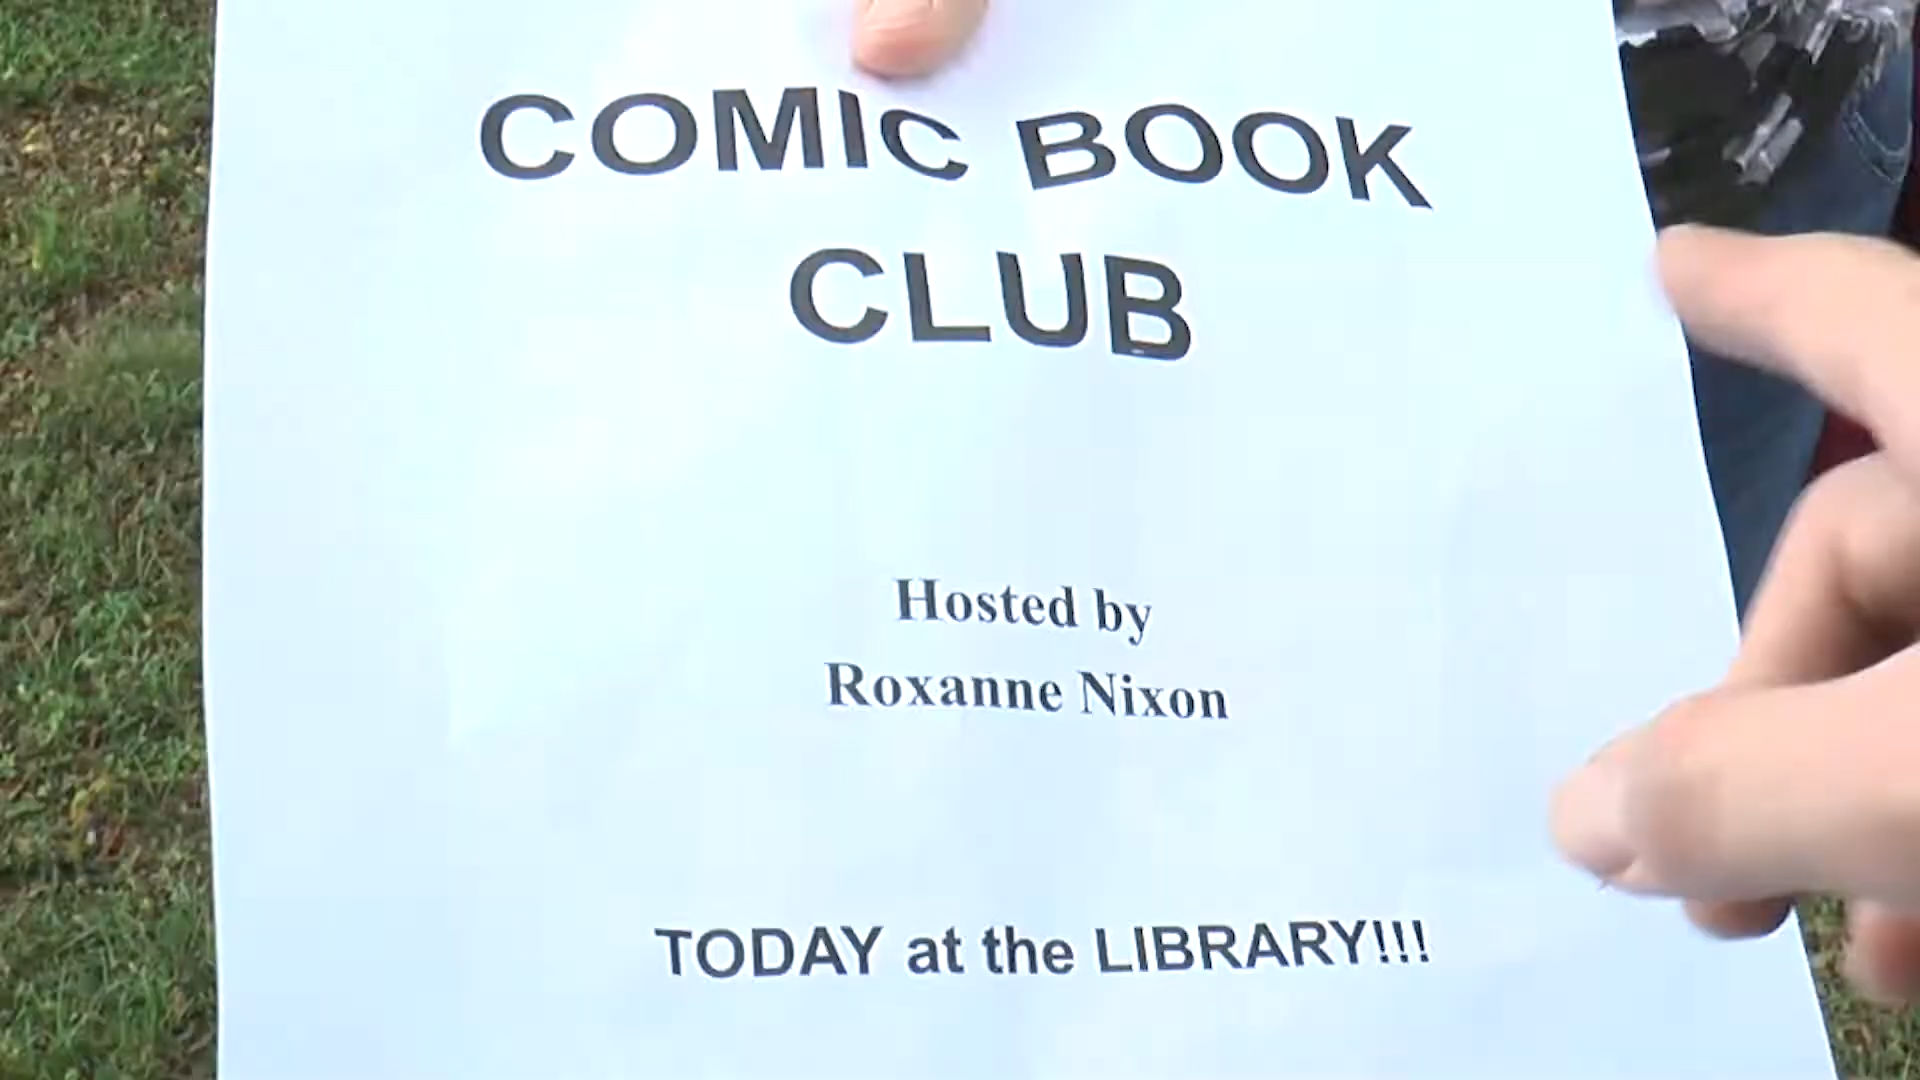 COMIC BOOK
CLUB
Hosted by
Roxanne Nixon
TODAY at the LIBRARY!!!